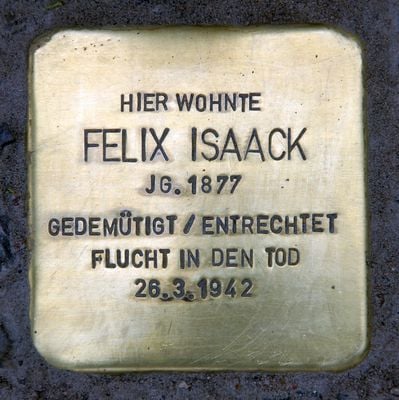 HIER WOHNTE
FELIX ISAACK
JG. 1877
GEDEMÜTIGT / ENTRECHTET
FLUCHT IN DEN TOD
26.3.1942